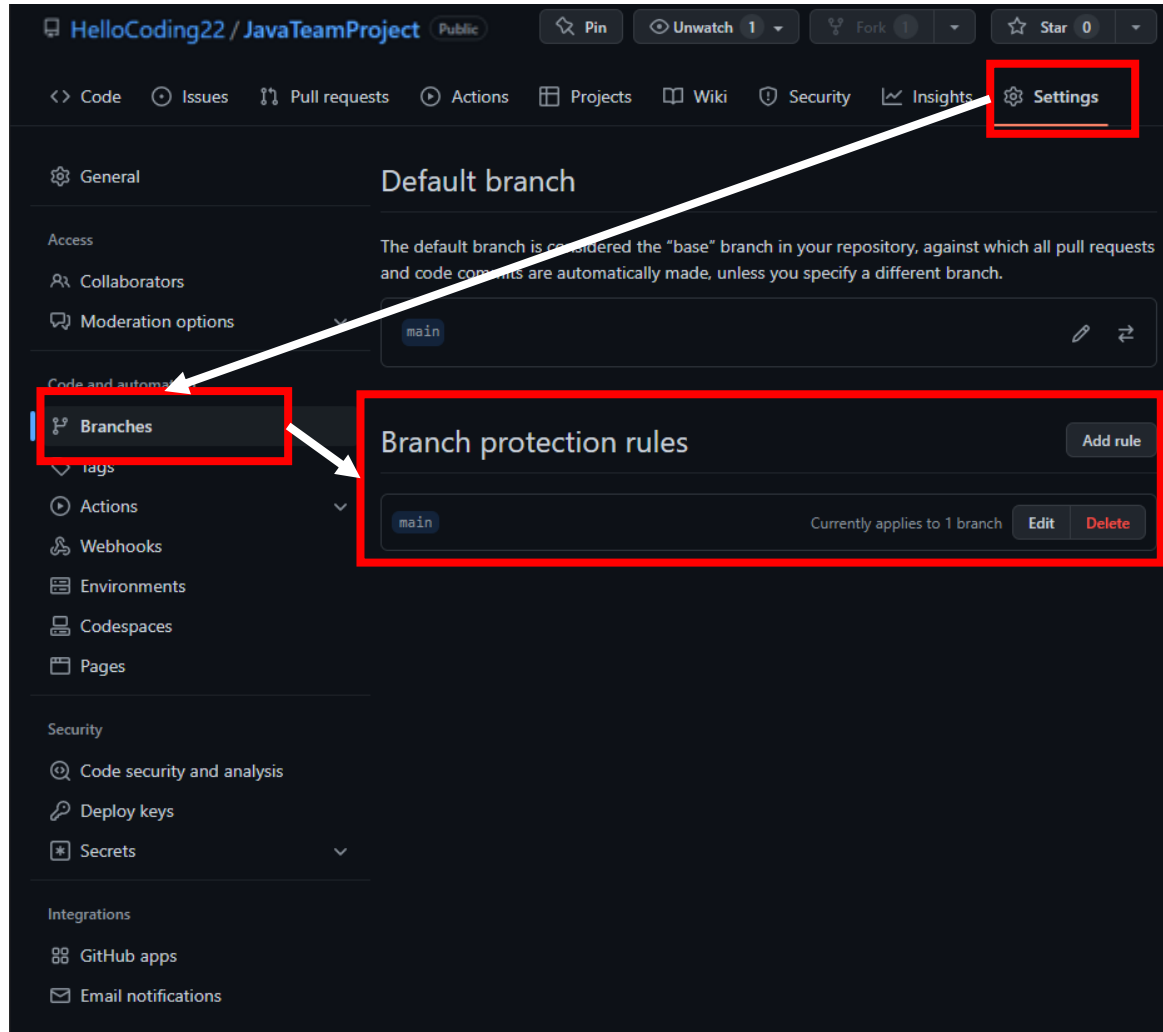 HelloCoding22 / JavaTeamProject Public Pin Unwatch 1 Fork 1 Star 0
Code Issues Pull requests Actions Projects Wiki Security Insights Settings
General
Access
Collaborators
Moderation options
Code and automation
Branches
Tags
Actions
Webhooks
Environments
Codespaces
Pages
Security
Code security and analysis
Deploy keys
Secrets
Integrations
GitHub apps
Email notifications
Default branch
The default branch is considered the “base” branch in your repository, against which all pull requests
and code commits are automatically made, unless you specify a different branch.
main
Branch protection rules Add rule
main Currently applies to 1 branch Edit Delete